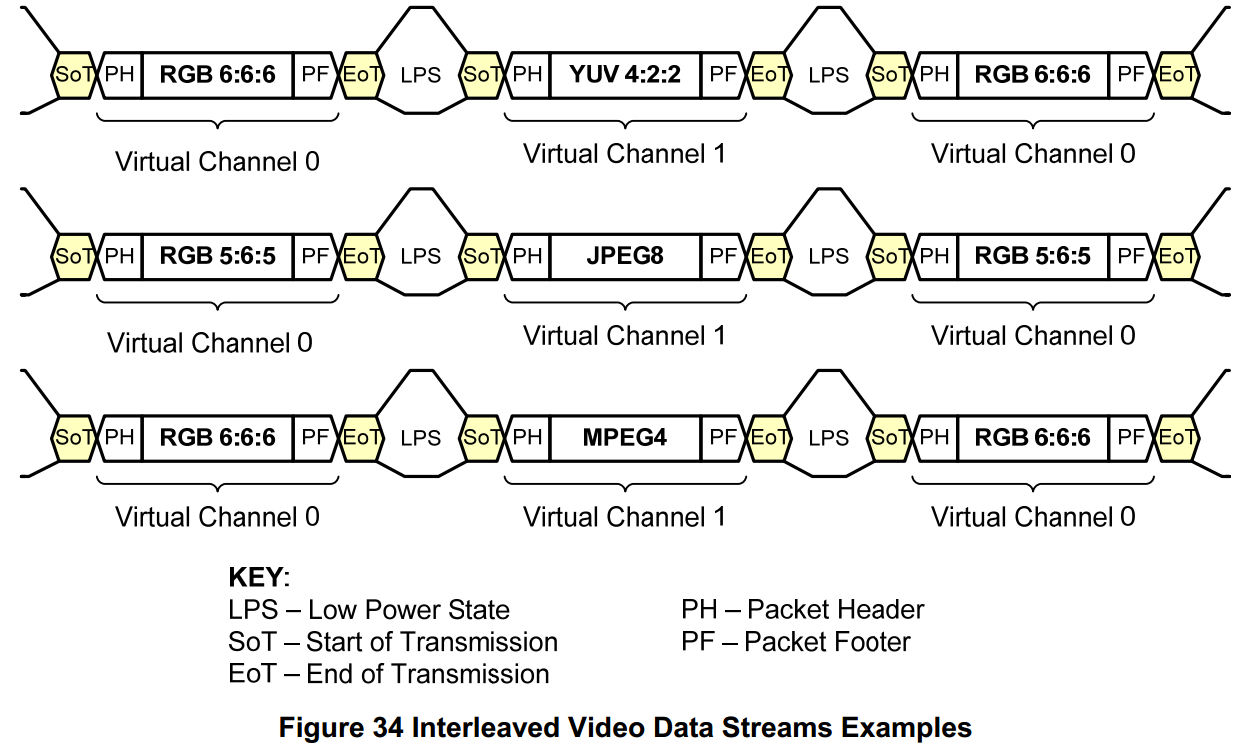 SoT PH RGB 6:6:6 PF EoT LPS SoT PH YUV 4:2:2 PF EoT LPS SoT PH RGB 6:6:6 PF EoT
Virtual Channel 0 Virtual Channel 1 Virtual Channel 0
SoT PH RGB 5:6:5 PF EoT LPS SoT PH JPEG8 PF EoT LPS SoT PH RGB 5:6:5 PF EoT
Virtual Channel 0 Virtual Channel 1 Virtual Channel 0
SoT PH RGB 6:6:6 PF EoT LPS SoT PH MPEG4 PF EoT LPS SoT PH RGB 6:6:6 PF EoT
Virtual Channel 0 Virtual Channel 1 Virtual Channel 0
KEY:
LPS – Low Power State PH – Packet Header
SoT – Start of Transmission PF – Packet Footer
EoT – End of Transmission
Figure 34 Interleaved Video Data Streams Examples